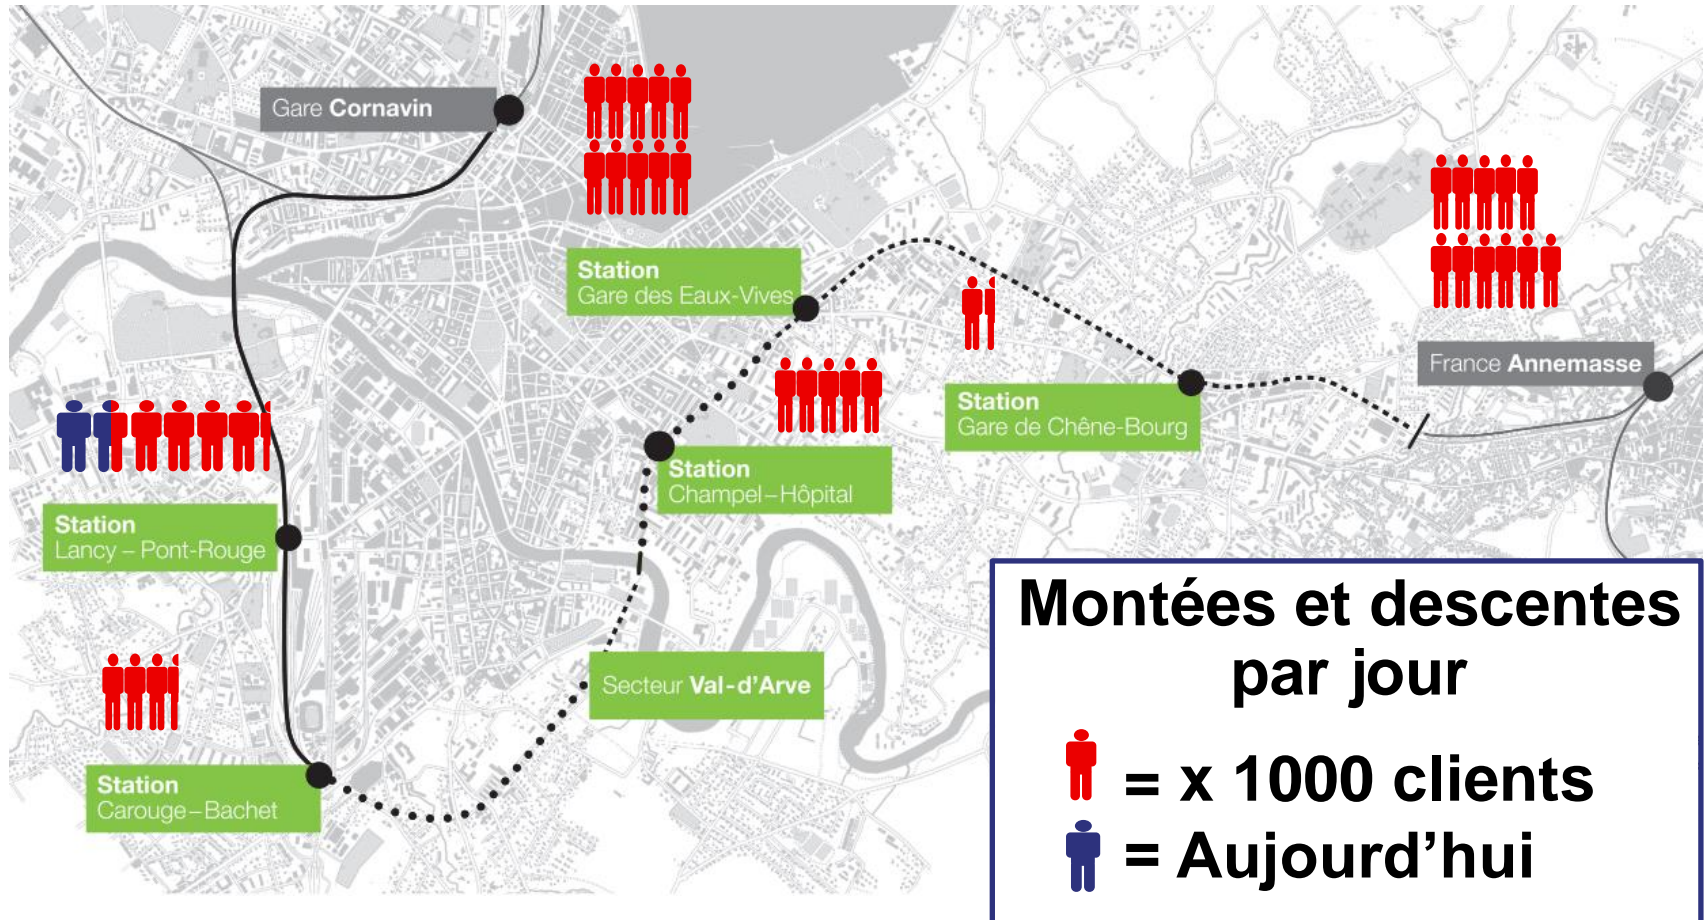 Gare Cornavin
Station
Gare des Eaux-Vives
France Annemasse
Station
Gare de Chêne-Bourg
Station
Champel–Hôpital
Station
Lancy – Pont-Rouge
Secteur Val-d’Arve
Station
Carouge–Bachet
Montées et descentes
par jour
= x 1000 clients
= Aujourd’hui